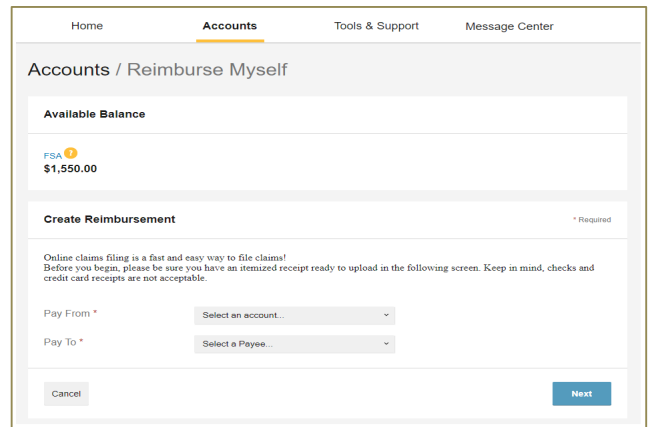 Home Accounts Tools & Support Message Center
Accounts / Reimburse Myself
Available Balance
FSA ?
$1,550.00
Create Reimbursement * Required
Online claims filing is a fast and easy way to file claims!
Before you begin, please be sure you have an itemized receipt ready to upload in the following screen. Keep in mind, checks and
credit card receipts are not acceptable.
Pay From * Select an account...
Pay To * Select a Payee...
Cancel Next